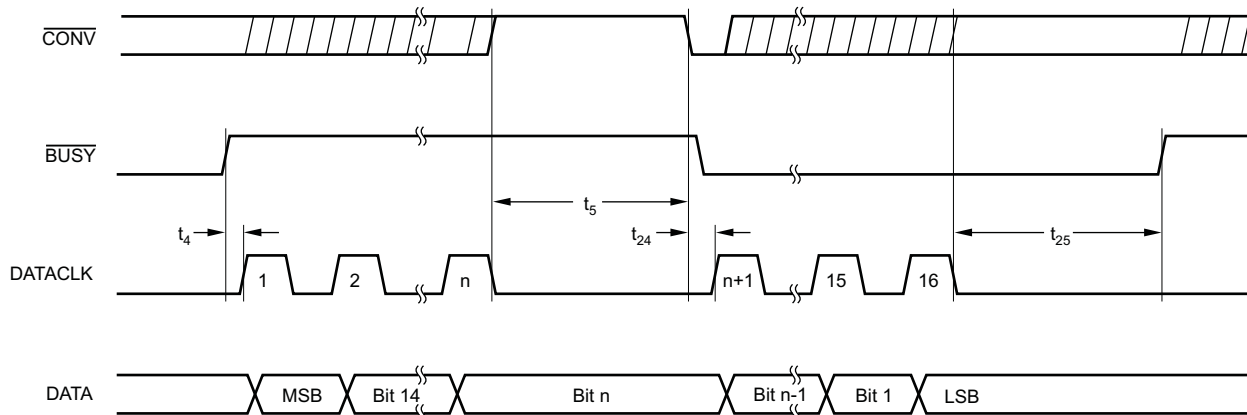 CONV
BUSY
t5
t4
t24
t25
DATACLK
1
2
n
n+1
15
16
DATA
MSB
Bit 14
Bit n
Bit n-1
Bit 1
LSB